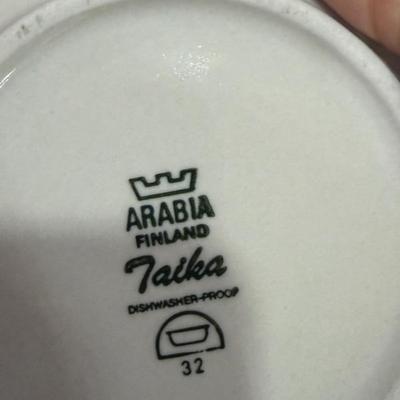 ARABIA
FINLAND
Taika
DISHWASHER-PROOF
32